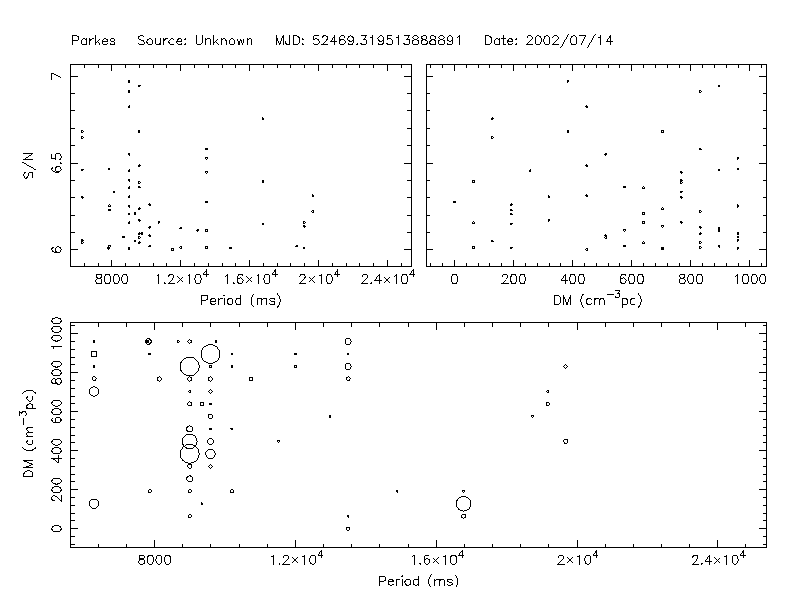 Parkes Source: Unknown MJD: 52469.319513888891 Date: 2002/07/14
7
6.5
6
S/N
8000 1.2×10⁴ 1.6×10⁴ 2×10⁴ 2.4×10⁴
Period (ms)
0 200 400 600 800 1000
DM (cm⁻³pc)
1000
800
600
400
200
0
DM (cm⁻³pc)
8000 1.2×10⁴ 1.6×10⁴ 2×10⁴ 2.4×10⁴
Period (ms)